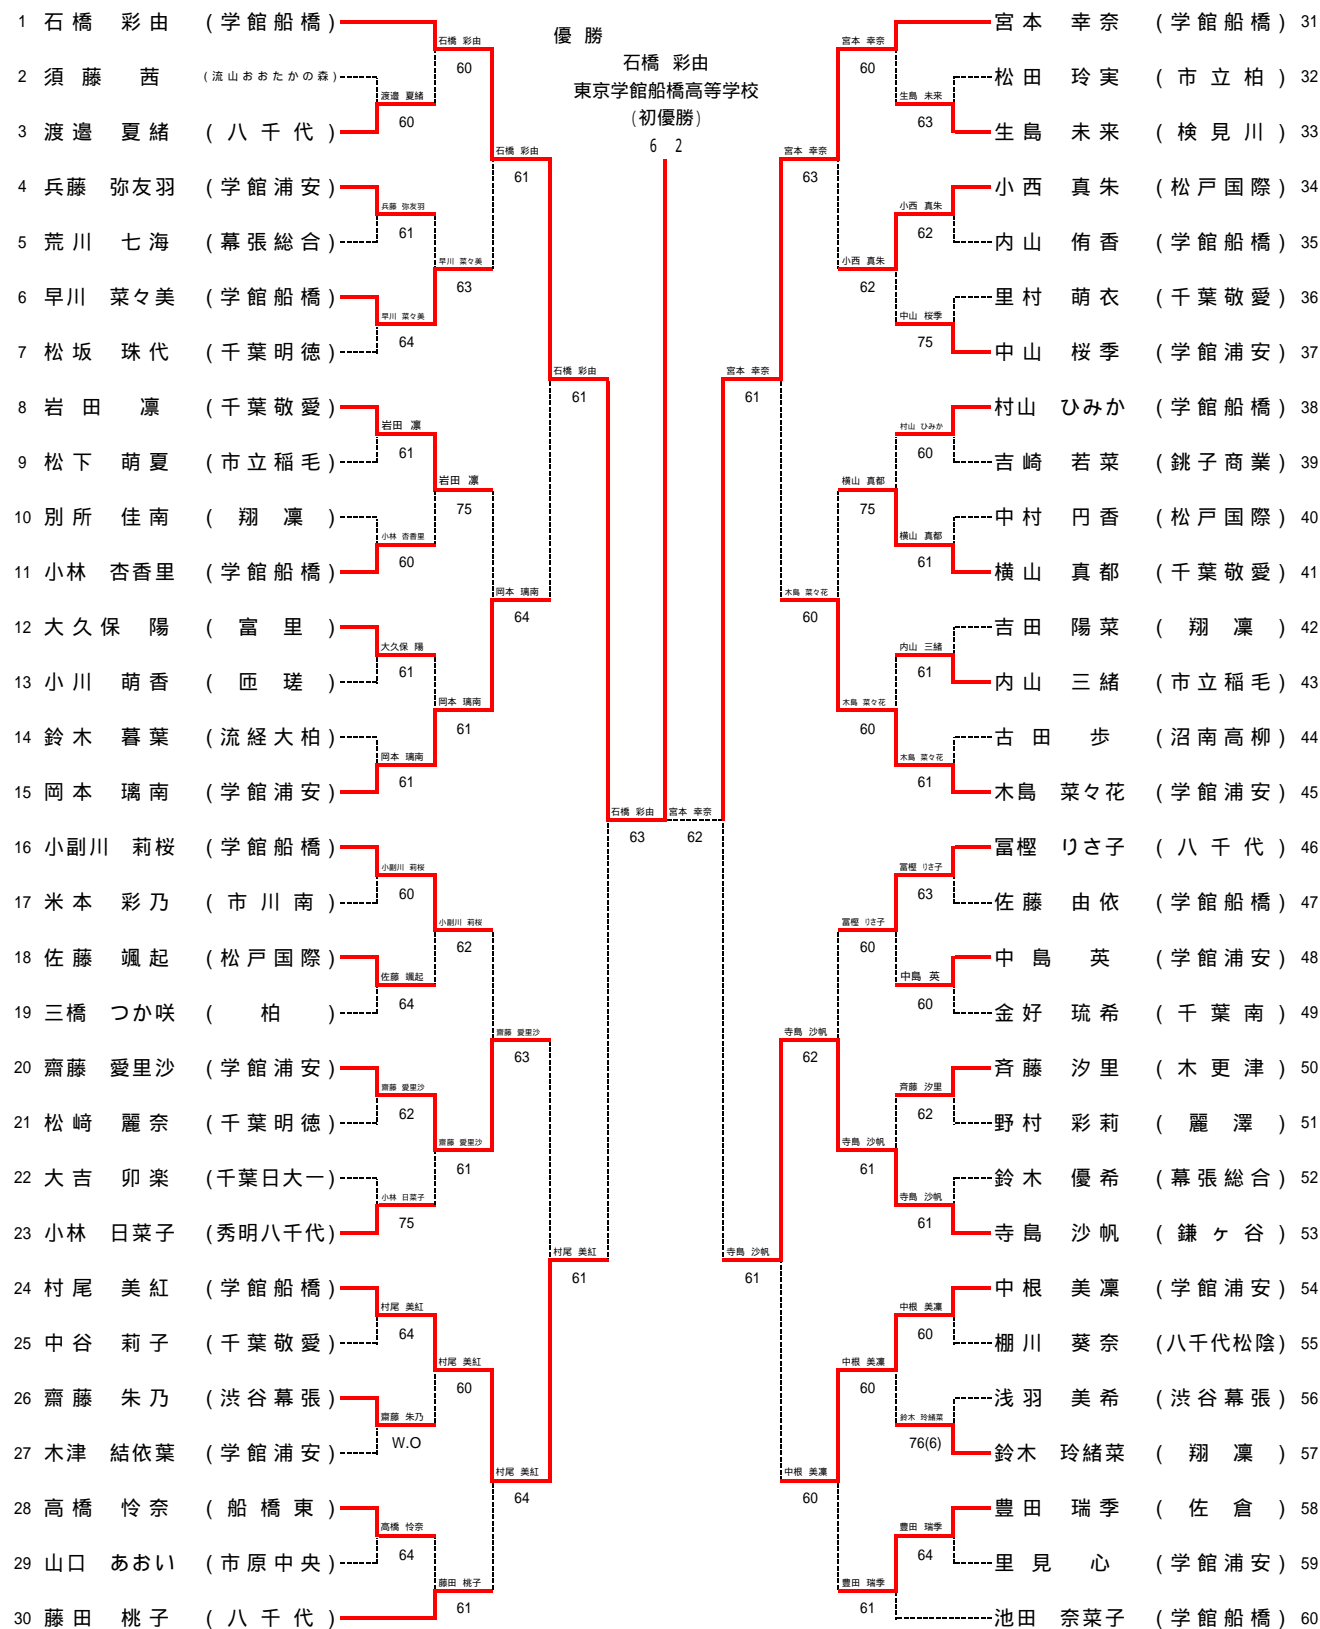 優 勝
石橋 彩由
東京学館船橋高等学校
(初優勝)
6 2
1 石橋 彩由 (学館船橋)
2 須藤 茜 (流山おおたかの森)
3 渡邉 夏緒 (八千代)
4 兵藤 弥友羽 (学館浦安)
5 荒川 七海 (幕張総合)
6 早川 菜々美 (学館船橋)
7 松坂 珠代 (千葉明徳)
8 岩田 凛 (千葉敬愛)
9 松下 萌夏 (市立稲毛)
10 別所 佳南 (翔凜)
11 小林 杏香里 (学館船橋)
12 大久保 陽 (富里)
13 小川 萌香 (匝瑳)
14 鈴木 暮葉 (流経大柏)
15 岡本 璃南 (学館浦安)
16 小副川 莉桜 (学館船橋)
17 米本 彩乃 (市川南)
18 佐藤 颯起 (松戸国際)
19 三橋 つか咲 (柏)
20 齋藤 愛里沙 (学館浦安)
21 松﨑 麗奈 (千葉明徳)
22 大吉 卯楽 (千葉日大一)
23 小林 日菜子 (秀明八千代)
24 村尾 美紅 (学館船橋)
25 中谷 莉子 (千葉敬愛)
26 齋藤 朱乃 (渋谷幕張)
27 木津 結依葉 (学館浦安)
28 高橋 怜奈 (船橋東)
29 山口 あおい (市原中央)
30 藤田 桃子 (八千代)
渡邉 夏緒
60
兵藤 弥友羽
61
早川 菜々美
64
岩田 凛
61
小林 杏香里
60
大久保 陽
61
岡本 璃南
61
小副川 莉桜
60
佐藤 颯起
64
齋藤 愛里沙
62
小林 日菜子
75
村尾 美紅
64
齋藤 朱乃
W.O
高橋 怜奈
64
石橋 彩由
60
早川 菜々美
63
岩田 凛
75
岡本 璃南
61
小副川 莉桜
62
齋藤 愛里沙
61
村尾 美紅
60
藤田 桃子
61
石橋 彩由
61
岡本 璃南
64
齋藤 愛里沙
63
村尾 美紅
64
石橋 彩由
61
村尾 美紅
61
石橋 彩由
63
宮本 幸奈
62
宮本 幸奈
61
寺島 沙帆
61
宮本 幸奈
63
木島 菜々花
60
寺島 沙帆
62
中根 美凜
60
宮本 幸奈
60
小西 真朱
62
横山 真都
75
木島 菜々花
60
冨樫 りさ子
60
寺島 沙帆
61
中根 美凜
60
豊田 瑞季
61
生島 未来
63
小西 真朱
62
中山 桜季
75
村山 ひみか
60
横山 真都
61
内山 三緒
61
木島 菜々花
61
冨樫 りさ子
63
中島 英
60
斉藤 汐里
62
寺島 沙帆
61
中根 美凜
60
鈴木 玲緒菜
76(6)
豊田 瑞季
64
宮本 幸奈 (学館船橋) 31
松田 玲実 (市立柏) 32
生島 未来 (検見川) 33
小西 真朱 (松戸国際) 34
内山 侑香 (学館船橋) 35
里村 萌衣 (千葉敬愛) 36
中山 桜季 (学館浦安) 37
村山 ひみか (学館船橋) 38
吉崎 若菜 (銚子商業) 39
中村 円香 (松戸国際) 40
横山 真都 (千葉敬愛) 41
吉田 陽菜 (翔凜) 42
内山 三緒 (市立稲毛) 43
古田 歩 (沼南高柳) 44
木島 菜々花 (学館浦安) 45
冨樫 りさ子 (八千代) 46
佐藤 由依 (学館船橋) 47
中島 英 (学館浦安) 48
金好 琉希 (千葉南) 49
斉藤 汐里 (木更津) 50
野村 彩莉 (麗澤) 51
鈴木 優希 (幕張総合) 52
寺島 沙帆 (鎌ヶ谷) 53
中根 美凜 (学館浦安) 54
棚川 葵奈 (八千代松陰) 55
浅羽 美希 (渋谷幕張) 56
鈴木 玲緒菜 (翔凜) 57
豊田 瑞季 (佐倉) 58
里見 心 (学館浦安) 59
池田 奈菜子 (学館船橋) 60